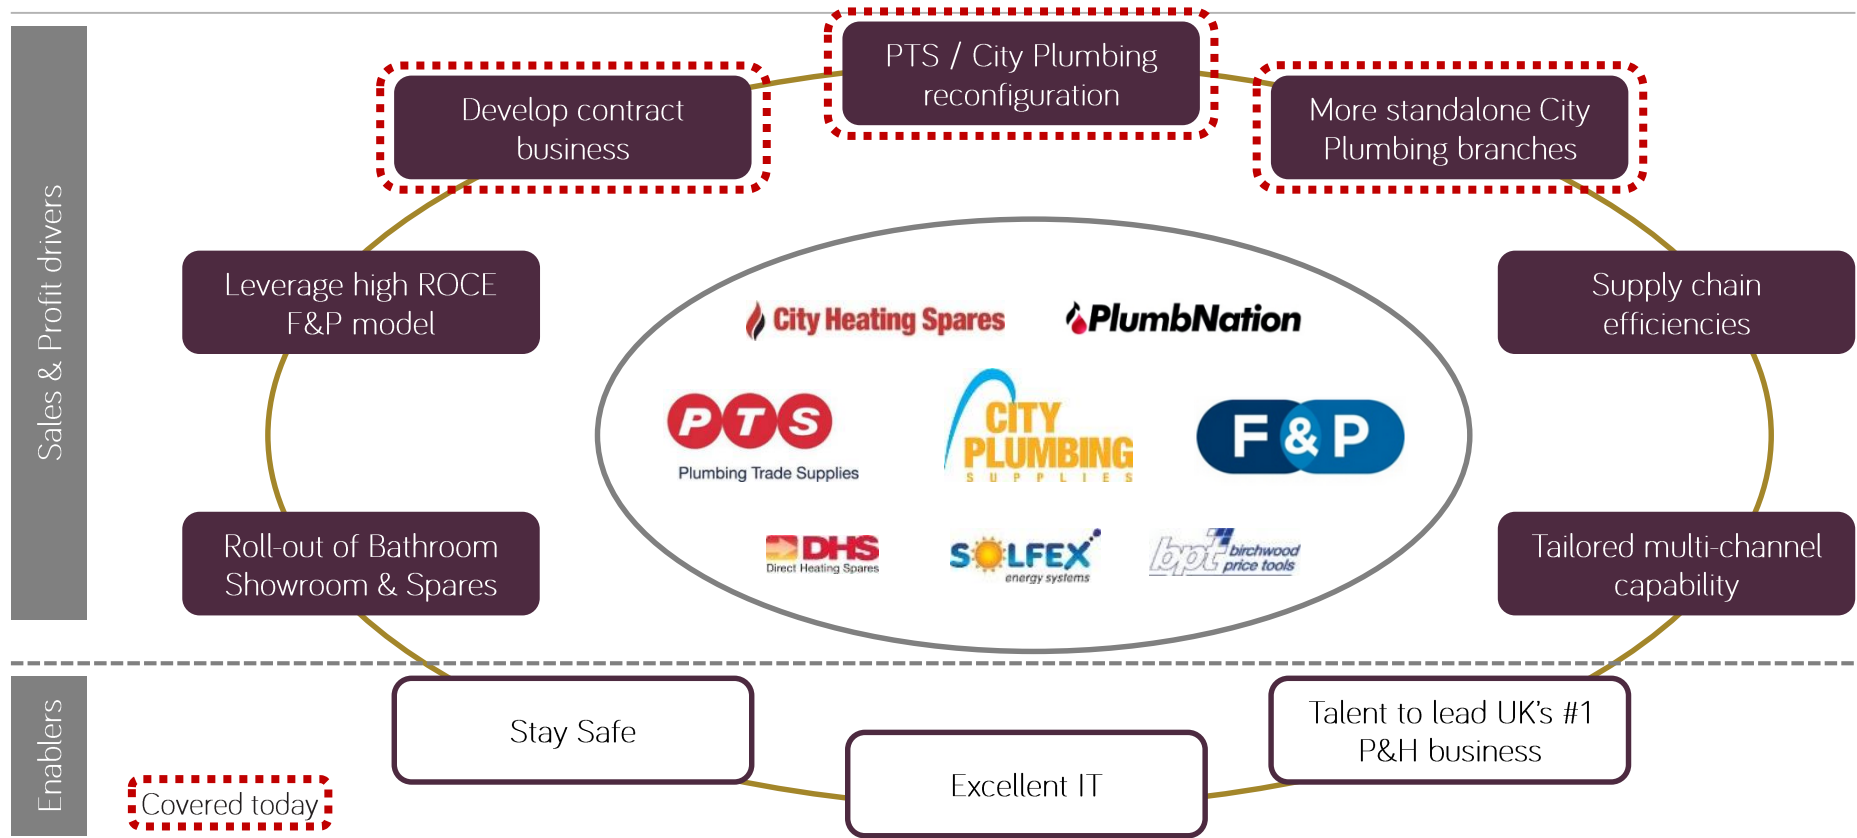 Sales & Profit drivers
PTS / City Plumbing
reconfiguration
Develop contract
business
More standalone City
Plumbing branches
Leverage high ROCE
F&P model
Supply chain
efficiencies
City Heating Spares
PlumbNation
PTS
Plumbing Trade Supplies
CITY
PLUMBING
SUPPLIES
F&P
Roll-out of Bathroom
Showroom & Spares
DHS
Direct Heating Spares
SOLFEX
energy systems
bpt birchwood
price tools
Tailored multi-channel
capability
Enablers
Stay Safe
Excellent IT
Talent to lead UK's #1
P&H business
Covered today